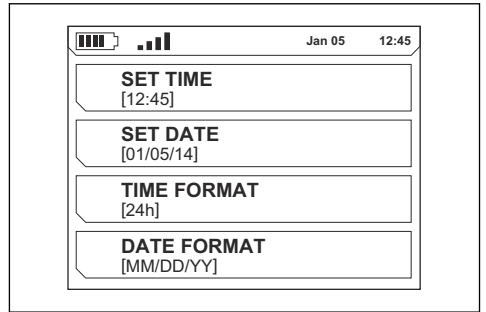 Jan 05 12:45
SET TIME
[12:45]
SET DATE
[01/05/14]
TIME FORMAT
[24h]
DATE FORMAT
[MM/DD/YY]